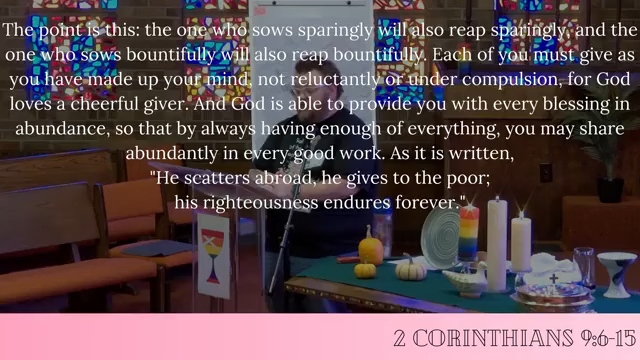 The point is this: the one who sows sparingly will also reap sparingly, and the
one who sows bountifully will also reap bountifully. Each of you must give as
you have made up your mind, not reluctantly or under compulsion, for God
loves a cheerful giver. And God is able to provide you with every blessing in
abundance, so that by always having enough of everything, you may share
abundantly in every good work. As it is written,
"He scatters abroad, he gives to the poor;
his righteousness endures forever."
2 CORINTHIANS 9:6-15